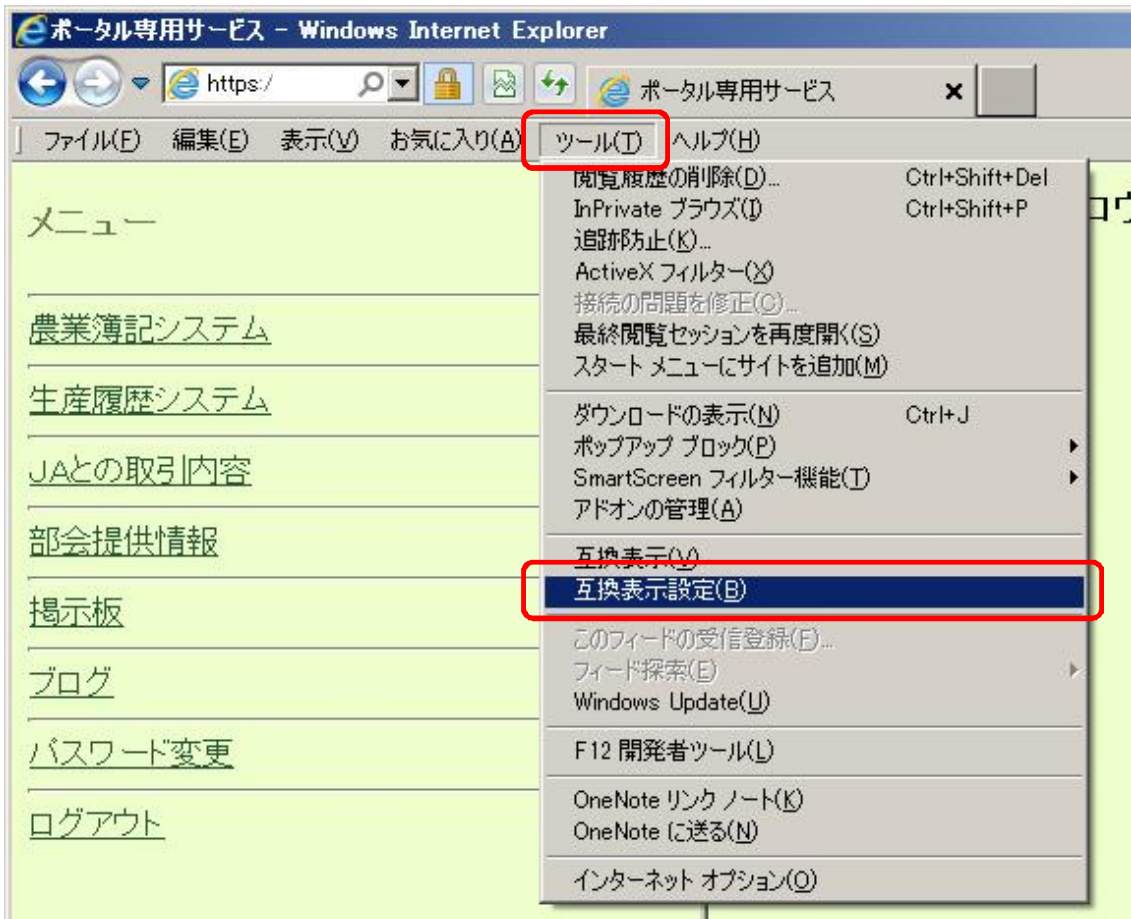 ポータル専用サービス - Windows Internet Explorer
https:/
ポータル専用サービス
ファイル(F) 編集(E) 表示(V) お気に入り(A) ツール(T) ヘルプ(H)
メニュー
農業簿記システム
生産履歴システム
JAとの取引内容
部会提供情報
掲示板
ブログ
パスワード変更
ログアウト
閲覧履歴の削除(D)... Ctrl+Shift+Del
InPrivate ブラウズ(I) Ctrl+Shift+P
追跡防止(K)...
ActiveX フィルター(X)
接続の問題を修正(C)...
最終閲覧セッションを再度開く(S)
スタート メニューにサイトを追加(M)
ダウンロードの表示(N) Ctrl+J
ポップアップ ブロック(P)
SmartScreen フィルター機能(T)
アドオンの管理(A)
互換表示(V)
互換表示設定(B)
このフィードの受信登録(F)...
フィード探索(E)
Windows Update(U)
F12 開発者ツール(L)
OneNote リンク ノート(K)
OneNote に送る(N)
インターネット オプション(O)